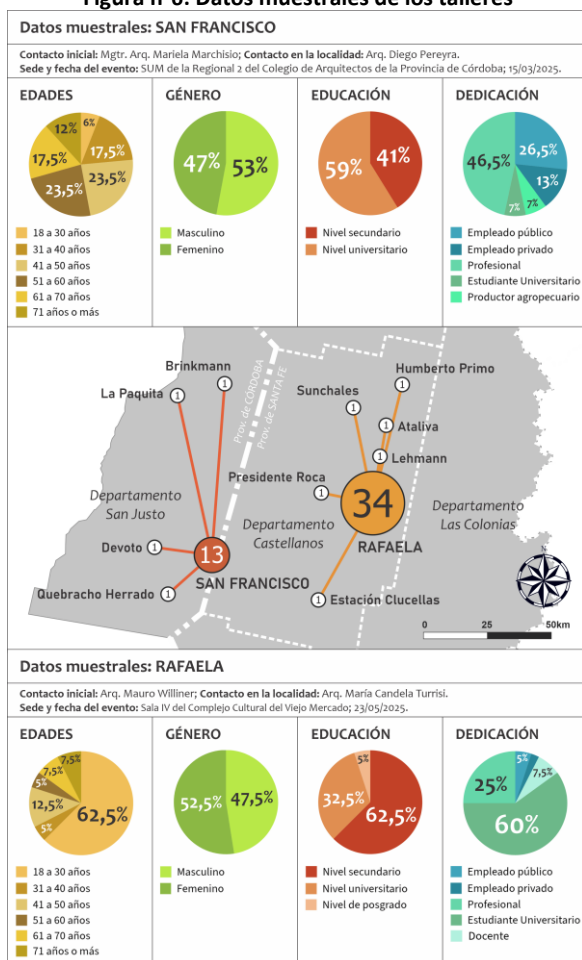 Figura nº6: Datos muestrales de los talleres
Datos muestrales: SAN FRANCISCO
Contacto inicial: Mgtr. Arq. Mariela Marchisio; Contacto en la localidad: Arq. Diego Pereyra.
Sede y fecha del evento: SUM de la Regional 2 del Colegio de Arquitectos de la Provincia de Córdoba; 15/03/2025.
EDADES
6%
17,5%
23,5%
23,5%
17,5%
12%
18 a 30 años
31 a 40 años
41 a 50 años
51 a 60 años
61 a 70 años
71 años o más
GÉNERO
47%
53%
Masculino
Femenino
EDUCACIÓN
59%
41%
Nivel secundario
Nivel universitario
DEDICACIÓN
46,5%
26,5%
13%
7%
7%
Empleado público
Empleado privado
Profesional
Estudiante Universitario
Productor agropecuario
Brinkmann
1
La Paquita
1
Prov. de CÓRDOBA
Prov. de SANTA FE
Humberto Primo
1
Sunchales
1
Ataliva
1
Lehmann
1
Presidente Roca
1
34
RAFAELA
Departamento
San Justo
Departamento
Castellanos
Departamento
Las Colonias
Devoto
1
13
SAN FRANCISCO
Quebracho Herrado
1
Estación Clucellas
1
N
0 25 50km
Datos muestrales: RAFAELA
Contacto inicial: Arq. Mauro Williner; Contacto en la localidad: Arq. María Candela Turrisi.
Sede y fecha del evento: Sala IV del Complejo Cultural del Viejo Mercado; 23/05/2025.
EDADES
7,5%
7,5%
5%
12,5%
5%
62,5%
18 a 30 años
31 a 40 años
41 a 50 años
51 a 60 años
61 a 70 años
71 años o más
GÉNERO
52,5%
47,5%
Masculino
Femenino
EDUCACIÓN
5%
32,5%
62,5%
Nivel secundario
Nivel universitario
Nivel de posgrado
DEDICACIÓN
5%
7,5%
25%
60%
Empleado público
Empleado privado
Profesional
Estudiante Universitario
Docente